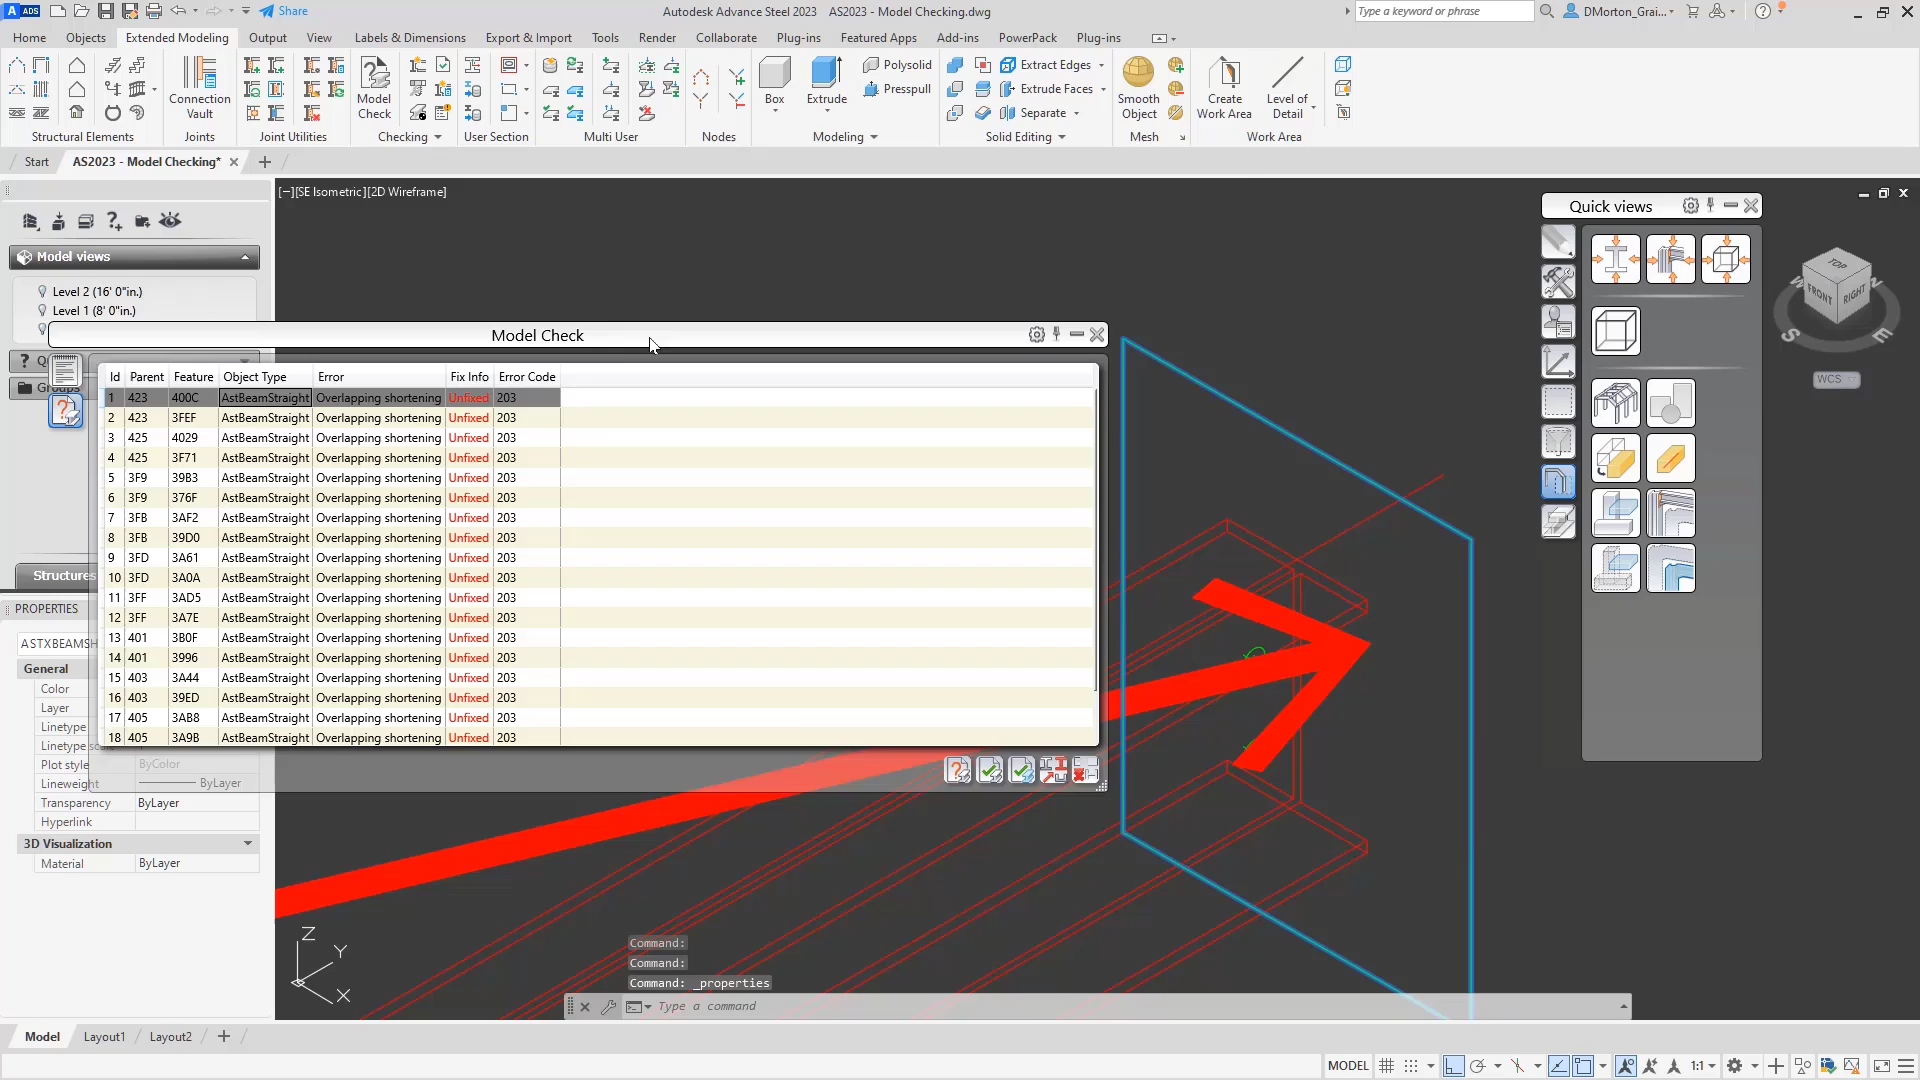 A ADS Share Autodesk Advance Steel 2023 AS2023 - Model Checking.dwg Type a keyword or phrase DMorton_Grai...
Home Objects Extended Modeling Output View Labels & Dimensions Export & Import Tools Render Collaborate Plug-ins Featured Apps Add-ins PowerPack Plug-ins
Connection Vault
Model Check
Box
Extrude
Polysolid
Presspull
Extract Edges
Extrude Faces
Separate
Smooth Object
Create Work Area
Level of Detail
Structural Elements Joints Joint Utilities Checking User Section Multi User Nodes Modeling Solid Editing Mesh Work Area
Start AS2023 - Model Checking*
[−][SE Isometric][2D Wireframe]
Model views
Level 2 (16' 0"in.)
Level 1 (8' 0"in.)
Model Check
Id Parent Feature Object Type Error Fix Info Error Code
1 423 400C AstBeamStraight Overlapping shortening Unfixed 203
2 423 3FEF AstBeamStraight Overlapping shortening Unfixed 203
3 425 4029 AstBeamStraight Overlapping shortening Unfixed 203
4 425 3F71 AstBeamStraight Overlapping shortening Unfixed 203
5 3F9 39B3 AstBeamStraight Overlapping shortening Unfixed 203
6 3F9 376F AstBeamStraight Overlapping shortening Unfixed 203
7 3FB 3AF2 AstBeamStraight Overlapping shortening Unfixed 203
8 3FB 39D0 AstBeamStraight Overlapping shortening Unfixed 203
9 3FD 3A61 AstBeamStraight Overlapping shortening Unfixed 203
10 3FD 3A0A AstBeamStraight Overlapping shortening Unfixed 203
11 3FF 3AD5 AstBeamStraight Overlapping shortening Unfixed 203
12 3FF 3A7E AstBeamStraight Overlapping shortening Unfixed 203
13 401 3B0F AstBeamStraight Overlapping shortening Unfixed 203
14 401 3996 AstBeamStraight Overlapping shortening Unfixed 203
15 403 3A44 AstBeamStraight Overlapping shortening Unfixed 203
16 403 39ED AstBeamStraight Overlapping shortening Unfixed 203
17 405 3AB8 AstBeamStraight Overlapping shortening Unfixed 203
18 405 3A9B AstBeamStraight Overlapping shortening Unfixed 203
Structures
PROPERTIES
ASTXBEAMSH
General
Color
Layer
Linetype
Linetype sc
Plot style ByColor
Lineweight ByLayer
Transparency ByLayer
Hyperlink
3D Visualization
Material ByLayer
Quick views
TOP
FRONT RIGHT
S E
WCS
Z
Y
X
Command:
Command:
Command: _properties
Type a command
Model Layout1 Layout2
MODEL 1:1